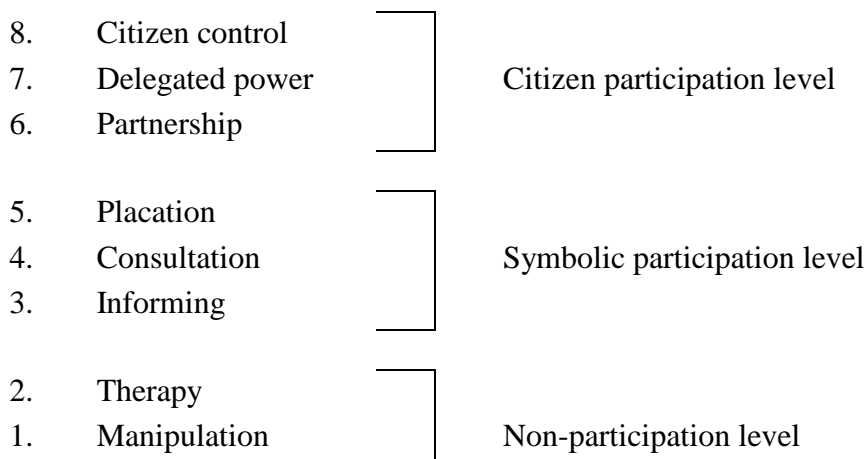 8. Citizen control
7. Delegated power Citizen participation level
6. Partnership
5. Placation
4. Consultation Symbolic participation level
3. Informing
2. Therapy
1. Manipulation Non-participation level